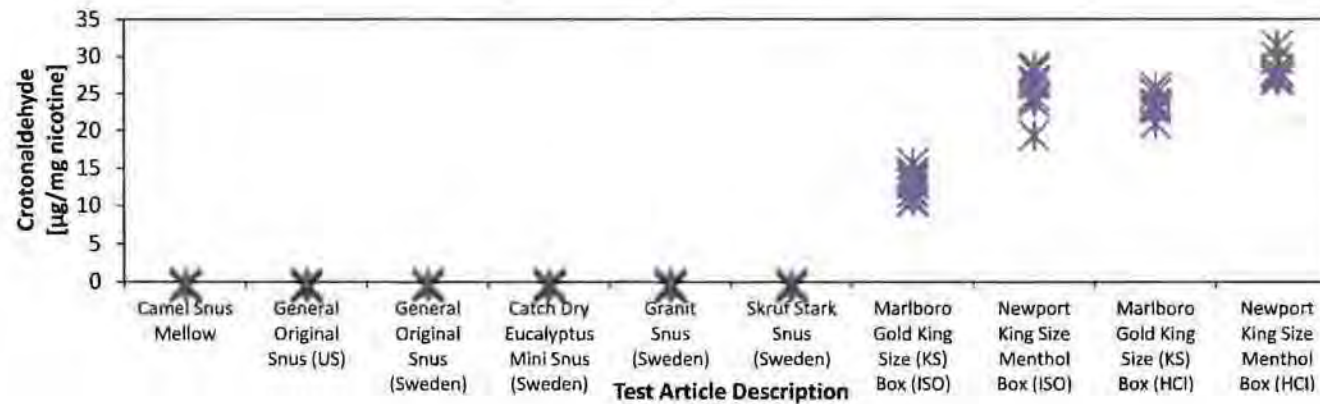 Crotonaldehyde
[µg/mg nicotine]
35
30
25
20
15
10
5
0
Camel Snus
Mellow
General
Original
Snus (US)
General
Original
Snus
(Sweden)
Catch Dry
Eucalyptus
Mini Snus
(Sweden)
Granit
Snus
(Sweden)
Skruf Stark
Snus
(Sweden)
Marlboro
Gold King
Size (KS)
Box (ISO)
Newport
King Size
Menthol
Box (ISO)
Marlboro
Gold King
Size (KS)
Box (HCI)
Newport
King Size
Menthol
Box (HCI)
Test Article Description